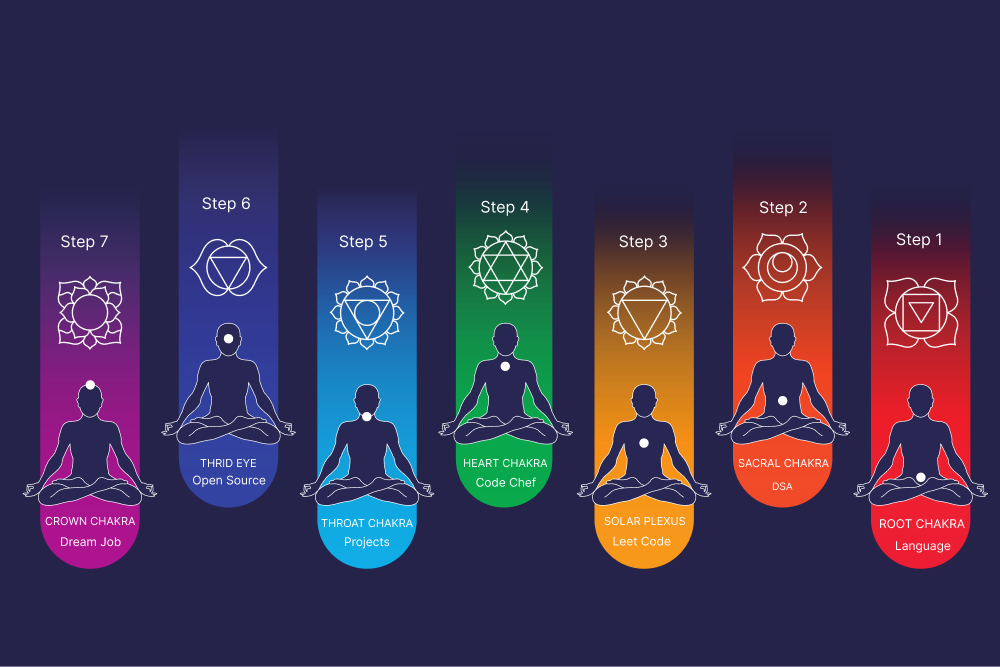 Step 7
CROWN CHAKRA
Dream Job
Step 6
THRID EYE
Open Source
Step 5
THROAT CHAKRA
Projects
Step 4
HEART CHAKRA
Code Chef
Step 3
SOLAR PLEXUS
Leet Code
Step 2
SACRAL CHAKRA
DSA
Step 1
ROOT CHAKRA
Language